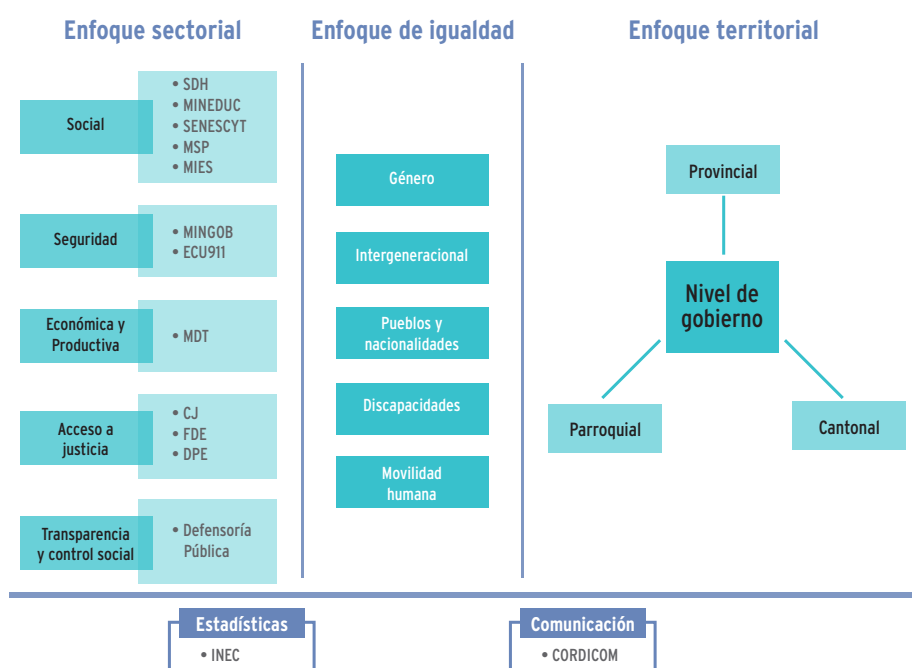 Enfoque sectorial
Social
• SDH
• MINEDUC
• SENESCYT
• MSP
• MIES
Seguridad
• MINGOB
• ECU911
Económica y
Productiva
• MDT
Acceso a
justicia
• CJ
• FDE
• DPE
Transparencia
y control social
• Defensoría
Pública
Enfoque de igualdad
Género
Intergeneracional
Pueblos y
nacionalidades
Discapacidades
Movilidad
humana
Enfoque territorial
Provincial
Nivel de
gobierno
Parroquial
Cantonal
Estadísticas
• INEC
Comunicación
• CORDICOM